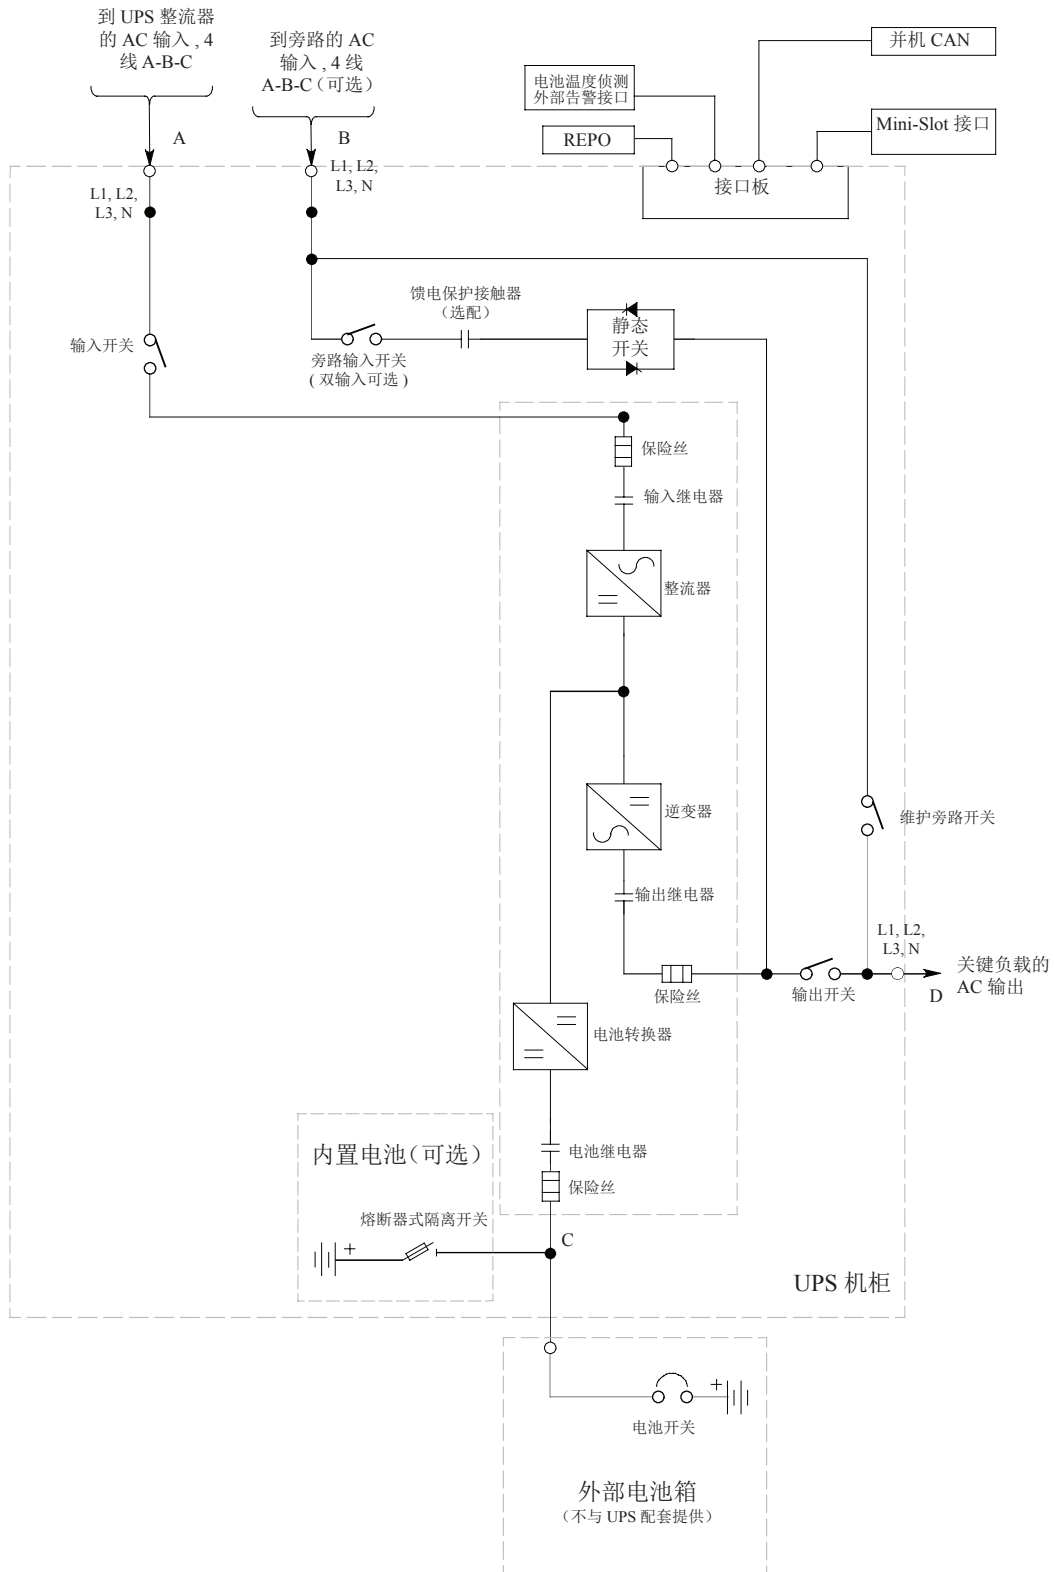 到 UPS 整流器
的 AC 输入 , 4
线 A-B-C
到旁路的 AC
输入 , 4 线
A-B-C（可选）
并机 CAN
电池温度侦测
外部告警接口
REPO
Mini-Slot 接口
接口板
A
B
L1, L2,
L3, N
L1, L2,
L3, N
馈电保护接触器
（选配）
静态
开关
输入开关
旁路输入开关
( 双输入可选 )
保险丝
输入继电器
整流器
逆变器
维护旁路开关
输出继电器
L1, L2,
L3, N
关键负载的
AC 输出
D
保险丝
输出开关
电池转换器
内置电池（可选）
电池继电器
保险丝
熔断器式隔离开关
+
C
UPS 机柜
+
电池开关
外部电池箱
（不与 UPS 配套提供）